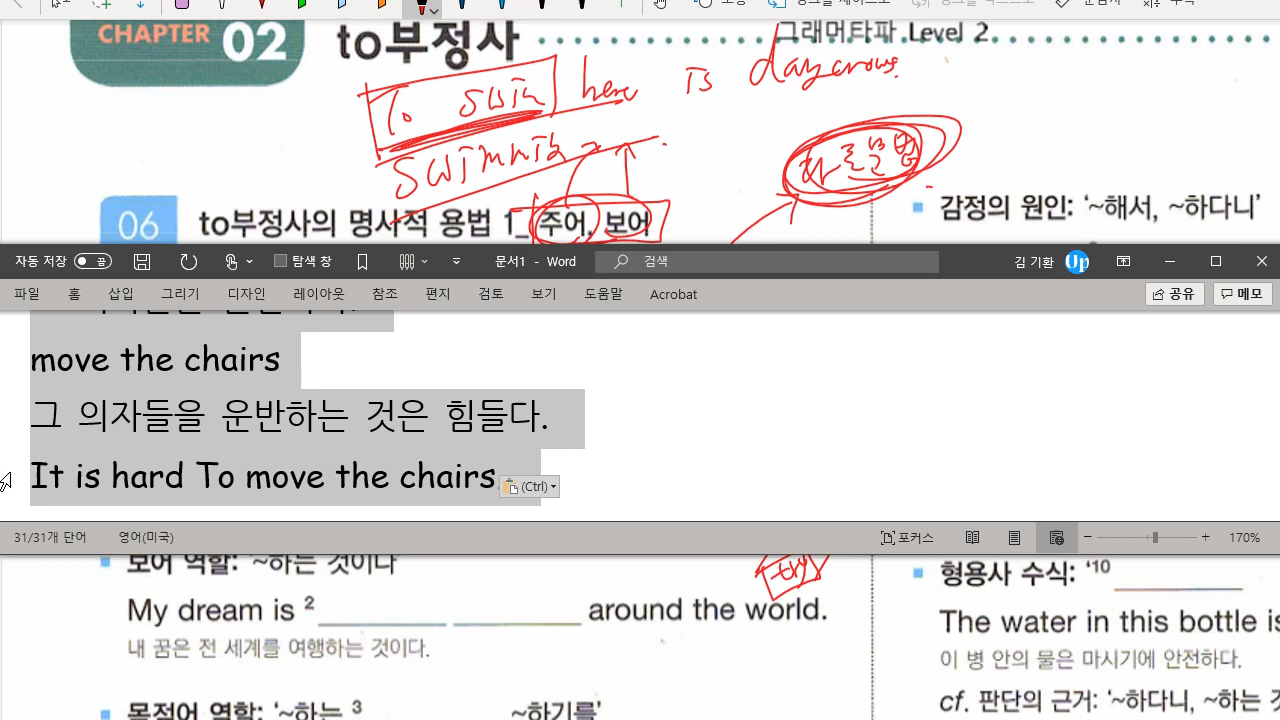 CHAPTER 02 to부정사 그래머타파 Level 2
To swim here is dangerous.
06 to부정사의 명사적 용법 1_ 주어, 보어
감정의 원인: '~해서, ~하다니'
자동 저장 끔 탐색 창 문서1 - Word 검색 김 기환 Up
파일 홈 삽입 그리기 디자인 레이아웃 참조 편지 검토 보기 도움말 Acrobat 공유 메모
move the chairs
그 의자들을 운반하는 것은 힘들다.
It is hard To move the chairs
(Ctrl)
31/31개 단어 영어(미국) 포커스 170%
보어 역할: '~하는 것이다'
try
My dream is 2 around the world.
내 꿈은 전 세계를 여행하는 것이다.
목적어 역할: '~하는 3 ~하기를'
형용사 수식: '10
The water in this bottle is
이 병 안의 물은 마시기에 안전하다.
cf. 판단의 근거: '~하다니, ~하는 것